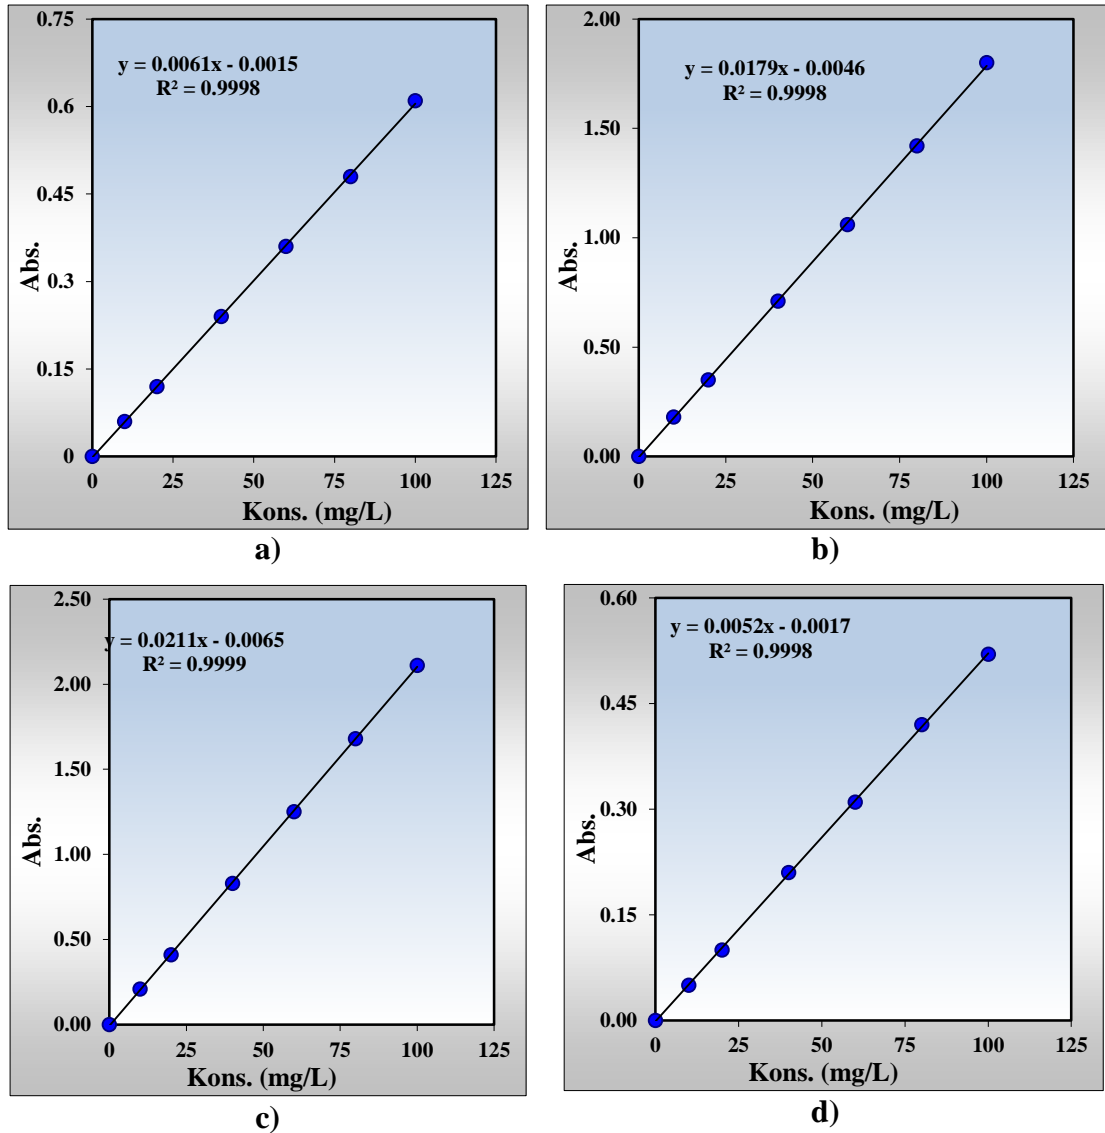 y = 0.0061x - 0.0015
R² = 0.9998
0.75
0.6
0.45
0.3
0.15
0
Abs.
0 25 50 75 100 125
Kons. (mg/L)
a)
y = 0.0179x - 0.0046
R² = 0.9998
2.00
1.50
1.00
0.50
0.00
Abs.
0 25 50 75 100 125
Kons. (mg/L)
b)
y = 0.0211x - 0.0065
R² = 0.9999
2.50
2.00
1.50
1.00
0.50
0.00
Abs.
0 25 50 75 100 125
Kons. (mg/L)
c)
y = 0.0052x - 0.0017
R² = 0.9998
0.60
0.45
0.30
0.15
0.00
Abs.
0 25 50 75 100 125
Kons. (mg/L)
d)